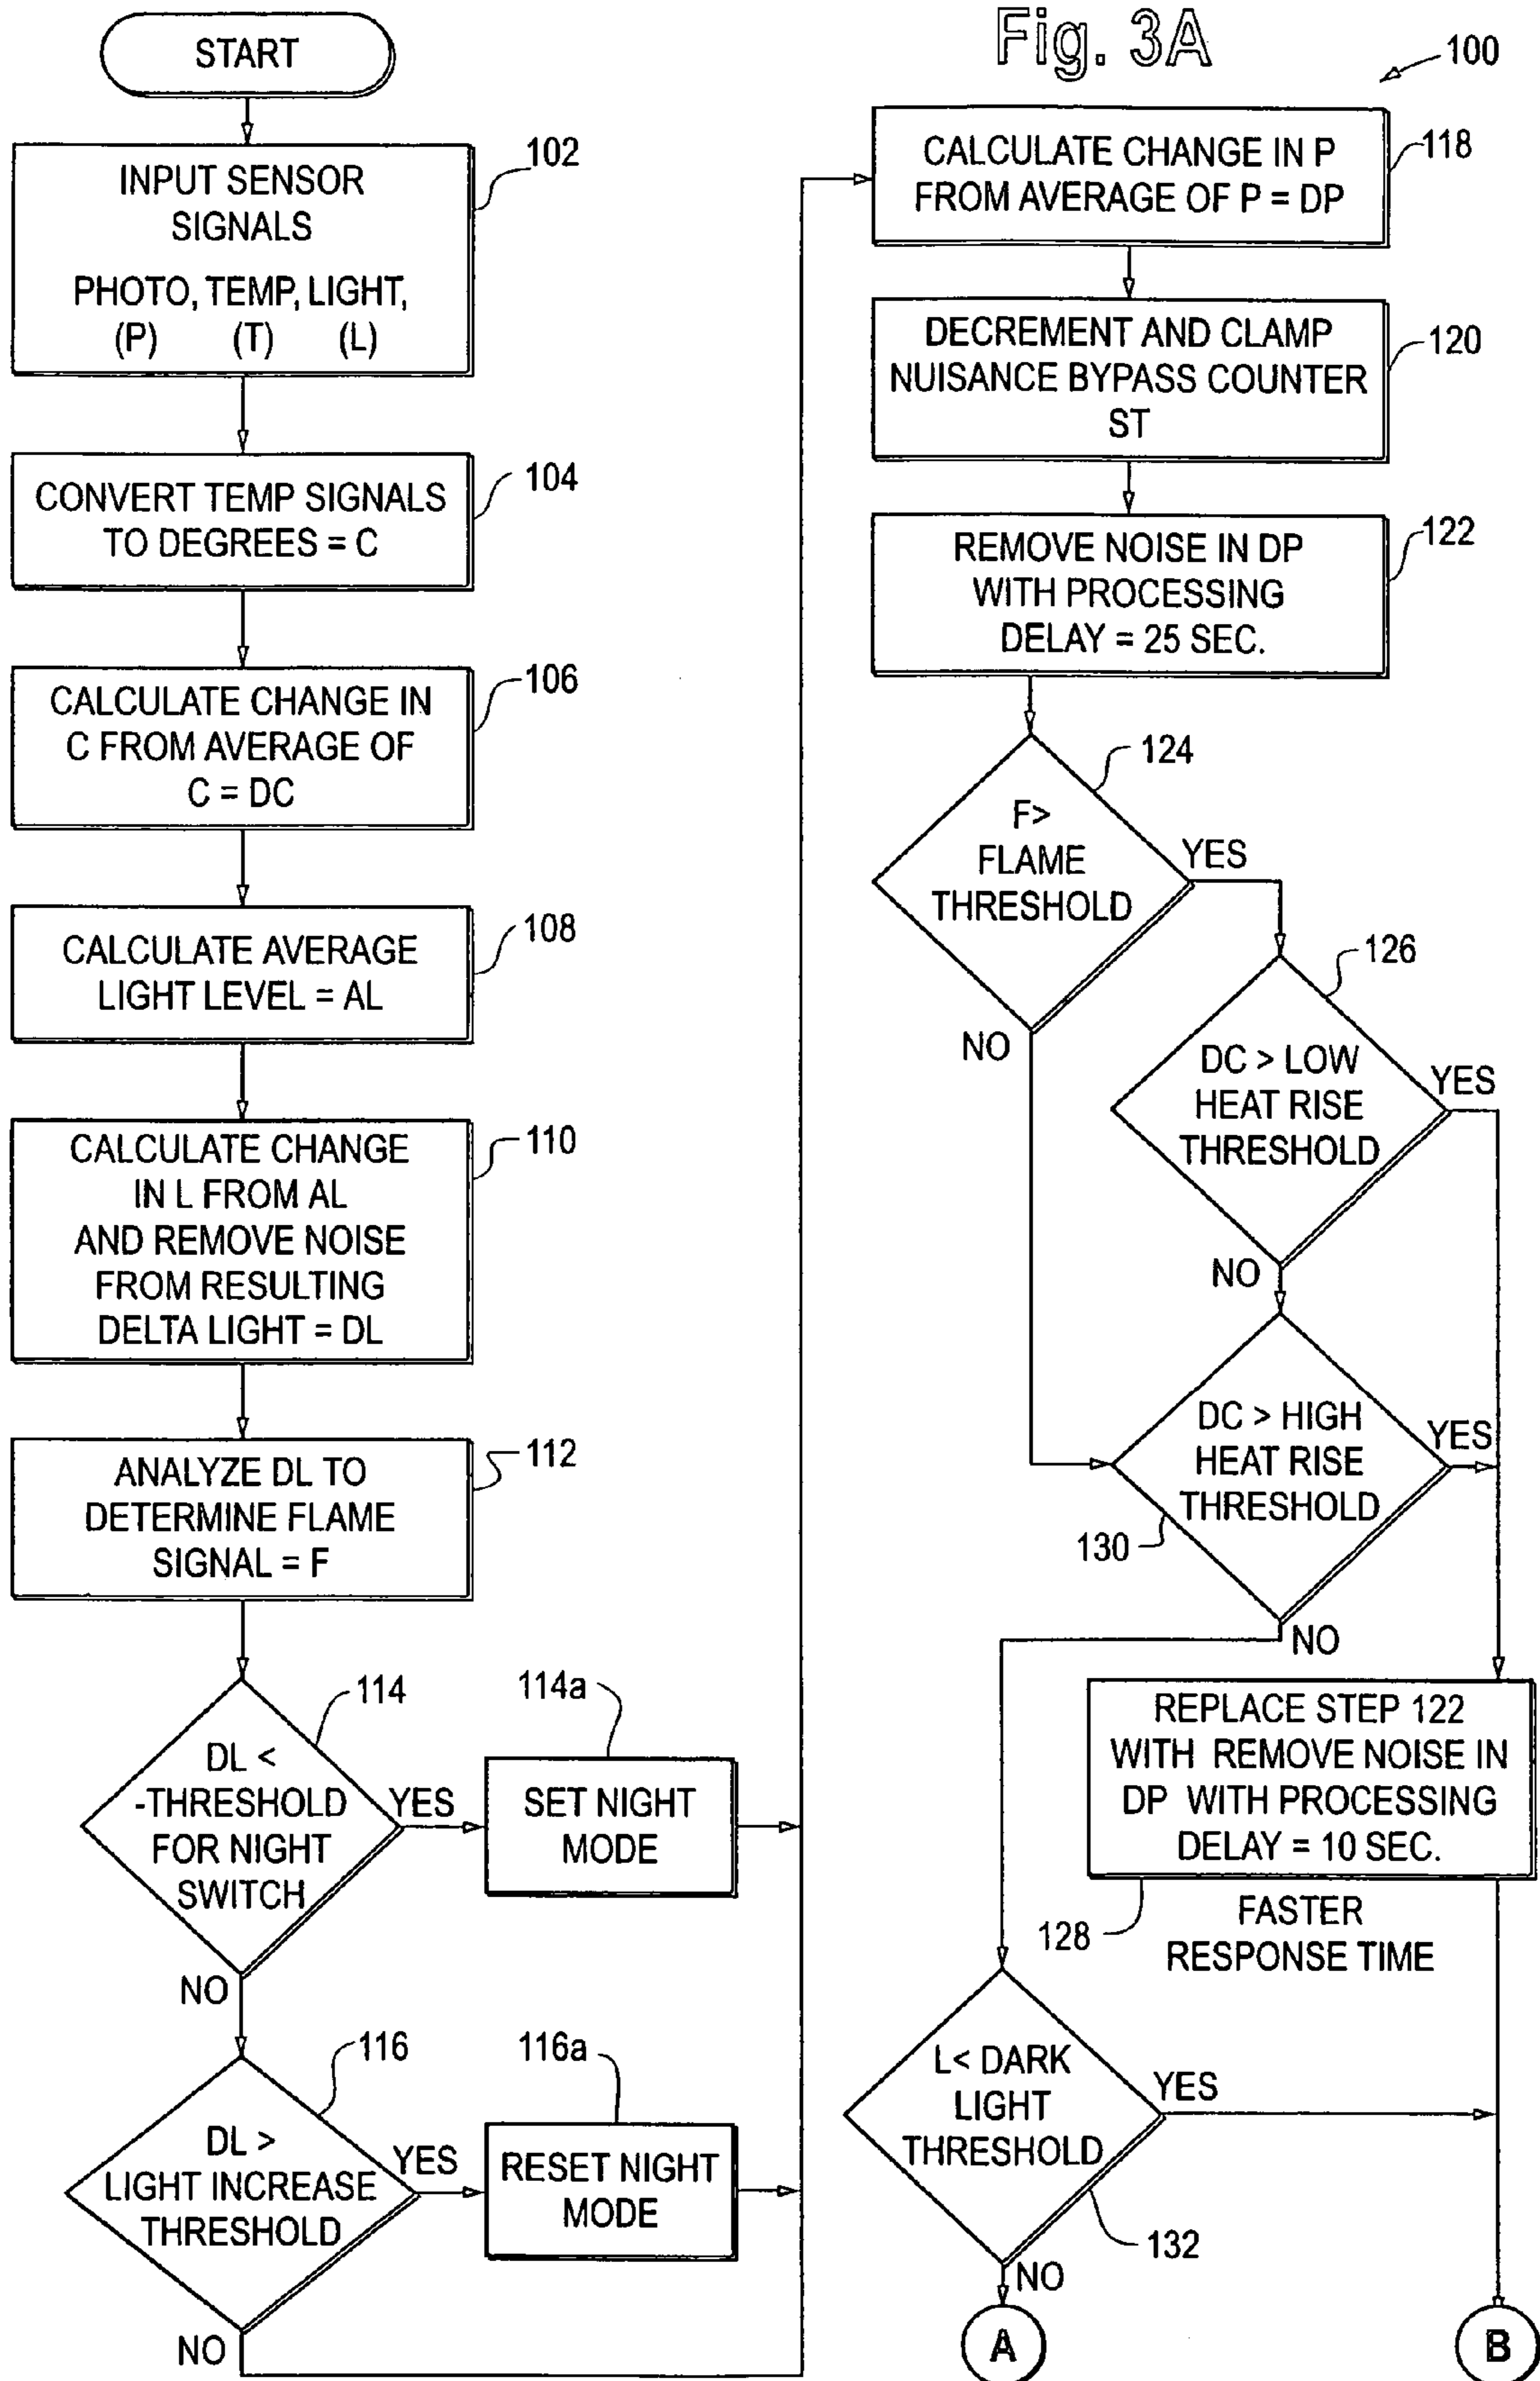 Fig. 3A
100
START
102
INPUT SENSOR
SIGNALS
PHOTO, TEMP, LIGHT,
(P) (T) (L)
104
CONVERT TEMP SIGNALS
TO DEGREES = C
106
CALCULATE CHANGE IN
C FROM AVERAGE OF
C = DC
108
CALCULATE AVERAGE
LIGHT LEVEL = AL
110
CALCULATE CHANGE
IN L FROM AL
AND REMOVE NOISE
FROM RESULTING
DELTA LIGHT = DL
112
ANALYZE DL TO
DETERMINE FLAME
SIGNAL = F
114
DL <
-THRESHOLD
FOR NIGHT
SWITCH
YES
NO
114a
SET NIGHT
MODE
116
DL >
LIGHT INCREASE
THRESHOLD
YES
NO
116a
RESET NIGHT
MODE
118
CALCULATE CHANGE IN P
FROM AVERAGE OF P = DP
120
DECREMENT AND CLAMP
NUISANCE BYPASS COUNTER
ST
122
REMOVE NOISE IN DP
WITH PROCESSING
DELAY = 25 SEC.
124
F>
FLAME
THRESHOLD
YES
NO
126
DC > LOW
HEAT RISE
THRESHOLD
YES
NO
DC > HIGH
HEAT RISE
THRESHOLD
YES
130
NO
REPLACE STEP 122
WITH REMOVE NOISE IN
DP WITH PROCESSING
DELAY = 10 SEC.
128
FASTER
RESPONSE TIME
L< DARK
LIGHT
THRESHOLD
YES
132
NO
A
B